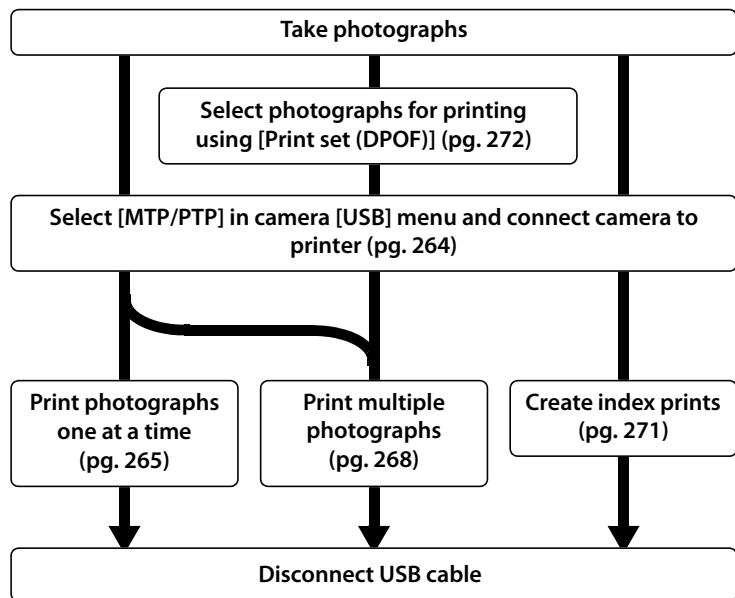 Take photographs
Select photographs for printing
using [Print set (DPOF)] (pg. 272)
Select [MTP/PTP] in camera [USB] menu and connect camera to
printer (pg. 264)
Print photographs
one at a time
(pg. 265)
Print multiple
photographs
(pg. 268)
Create index prints
(pg. 271)
Disconnect USB cable